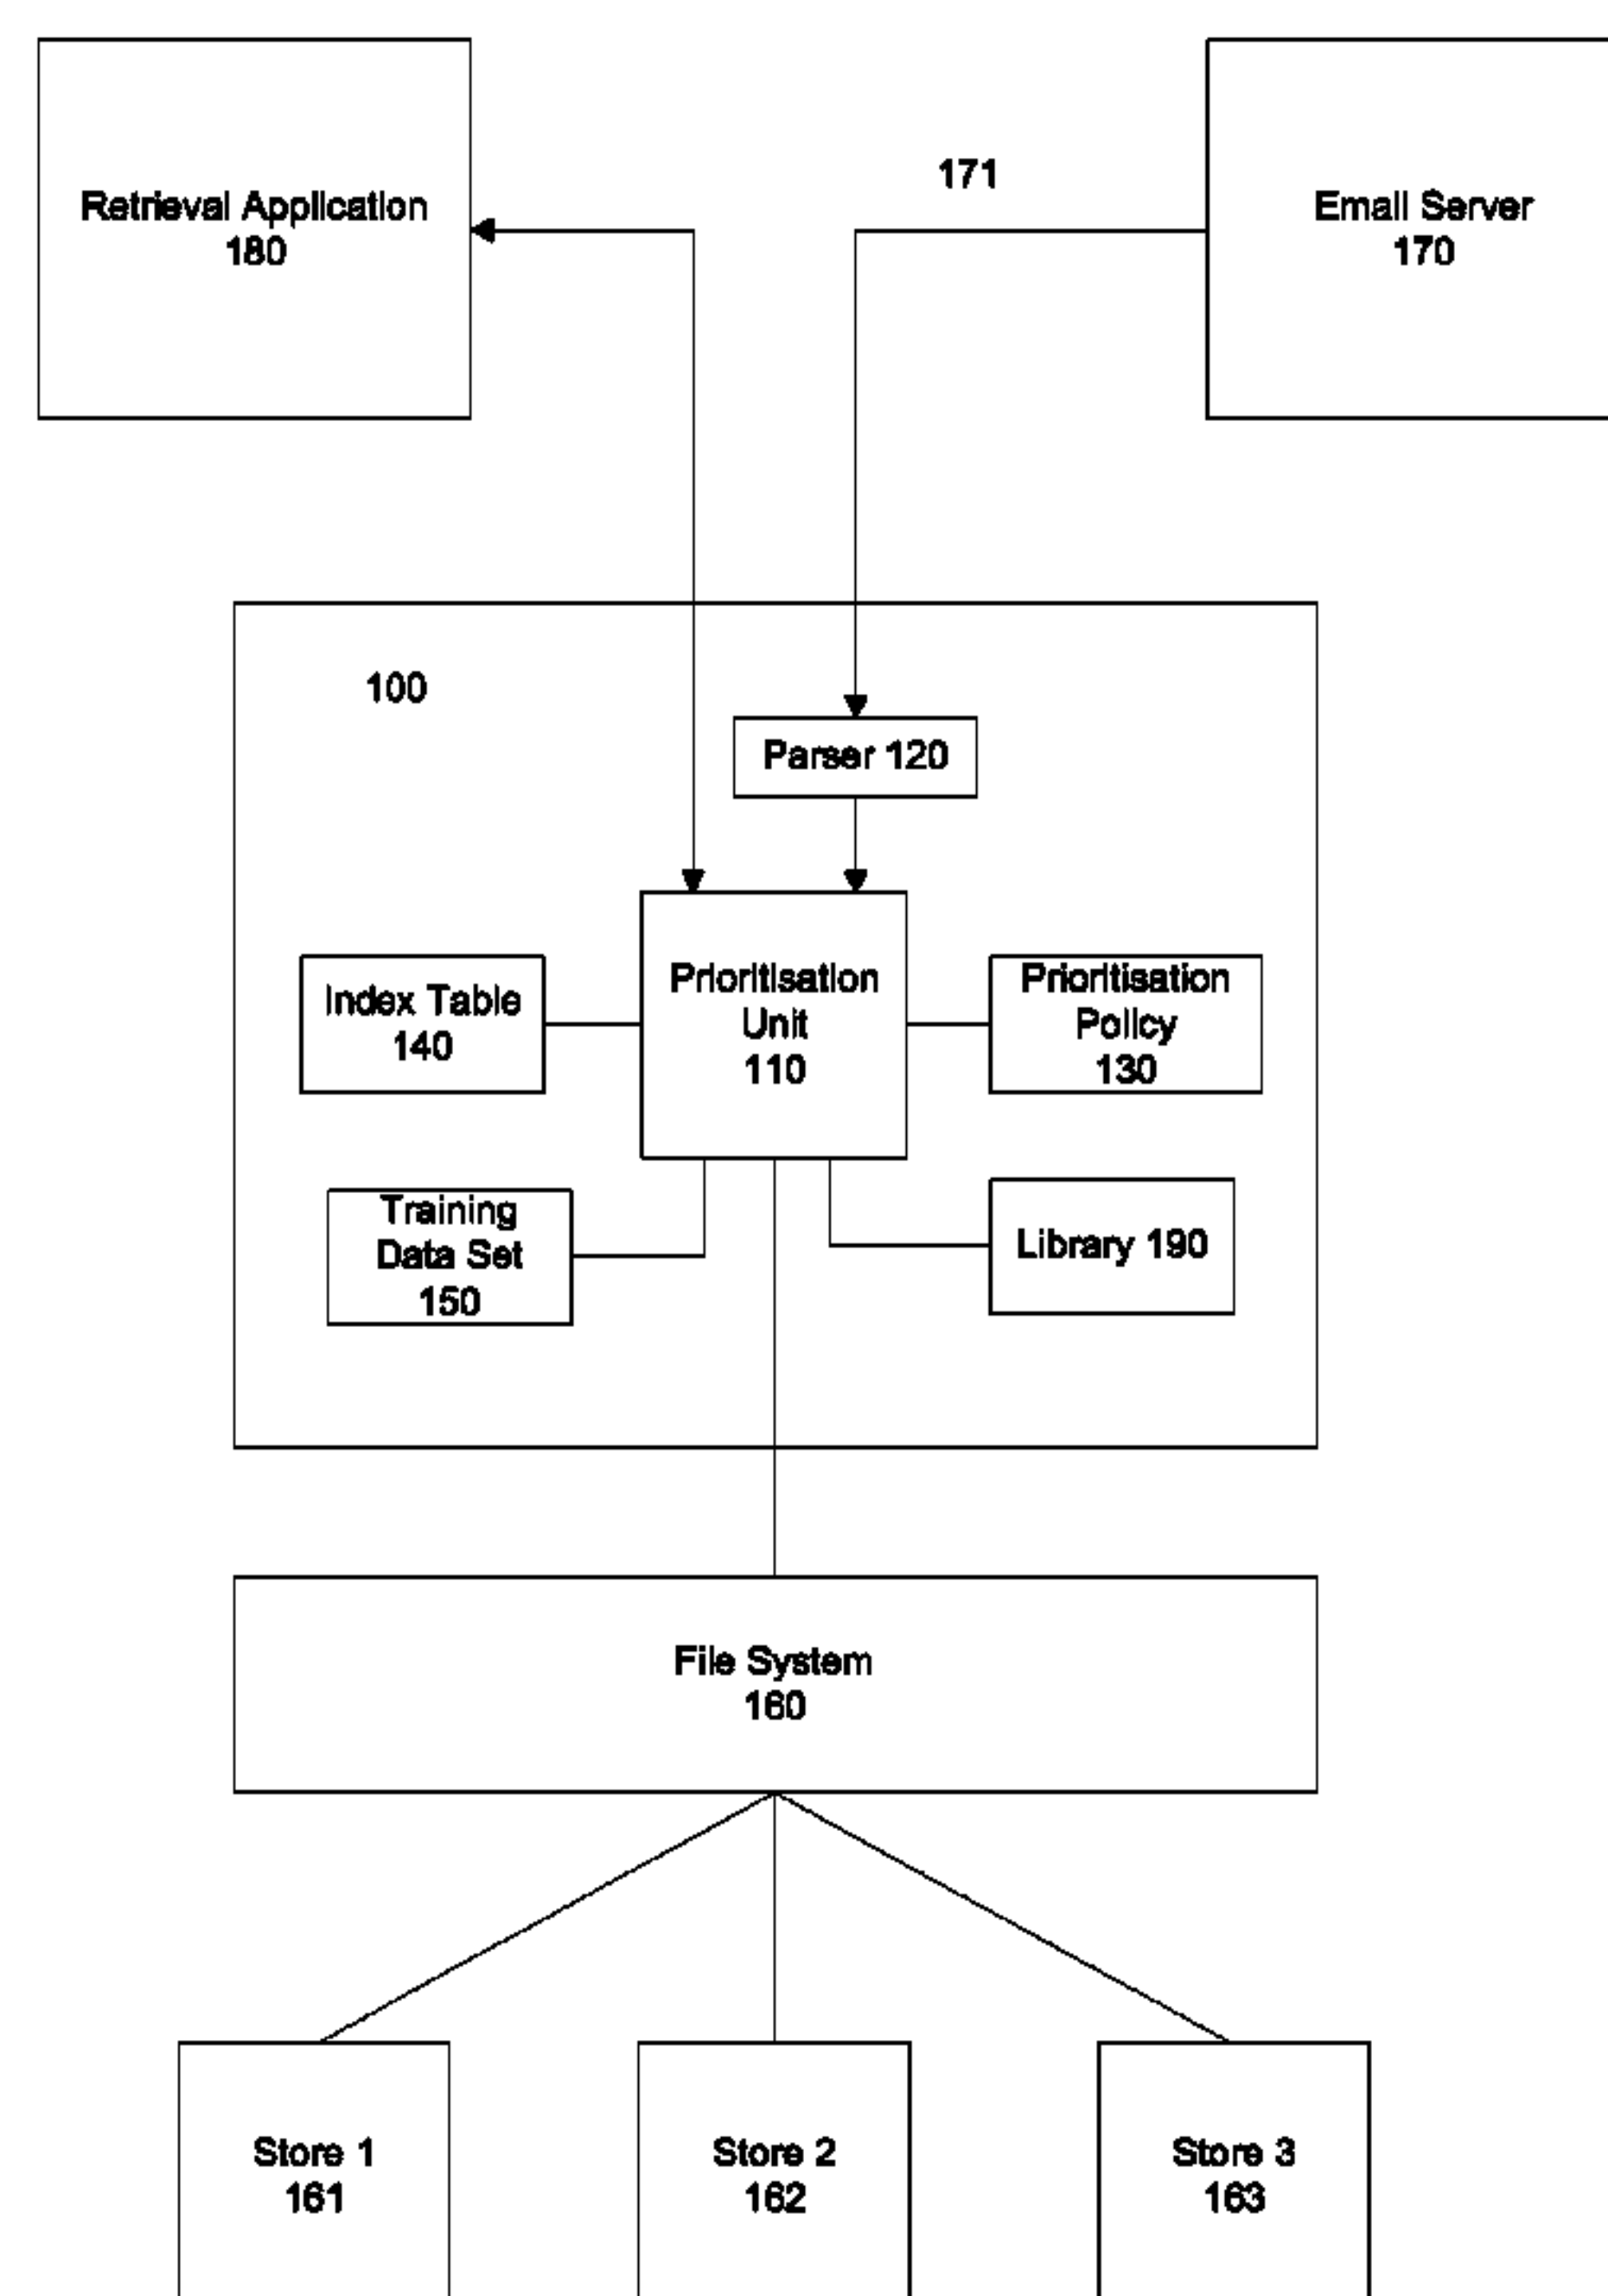 Retrieval Application
180
171
Email Server
170
100
Parser 120
Prioritisation
Unit
110
Index Table
140
Prioritisation
Policy
130
Training
Data Set
150
Library 190
File System
160
Store 1
161
Store 2
162
Store 3
163